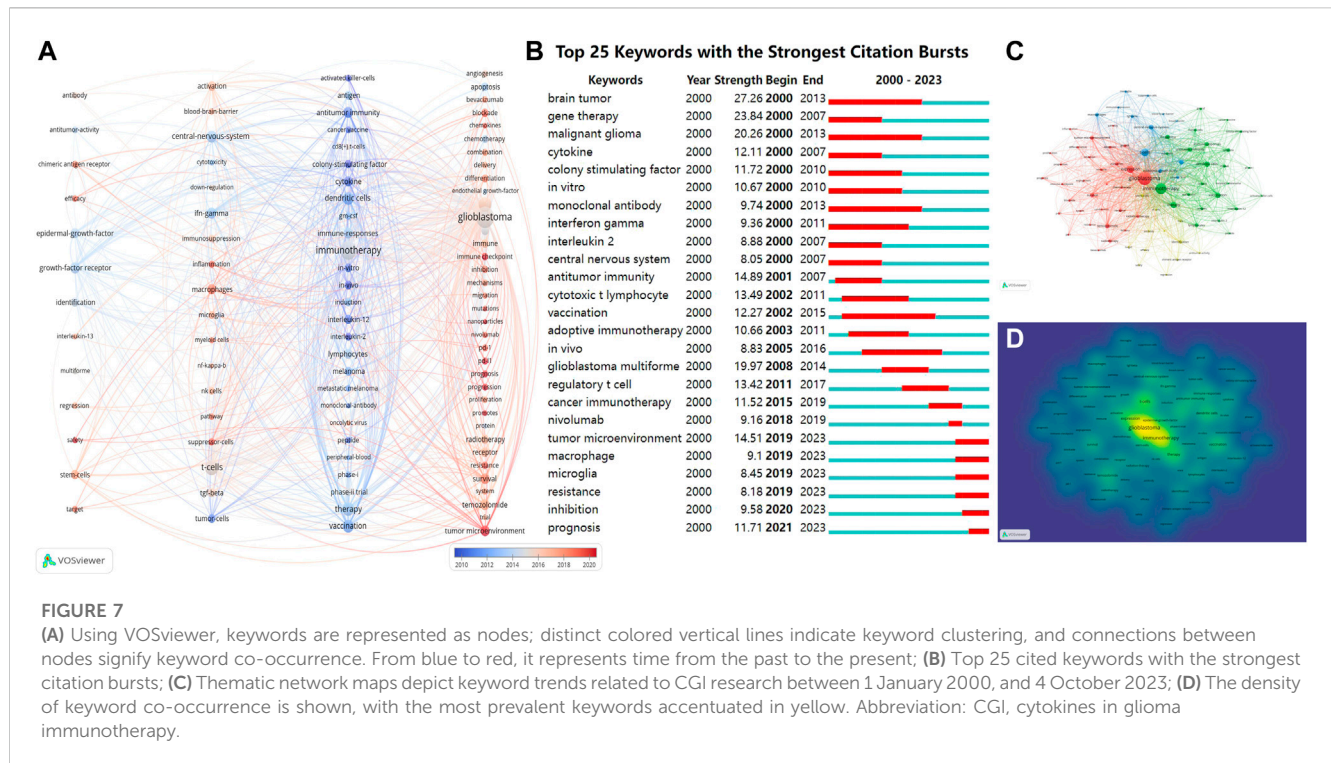 A
antibody
antitumor-activity
chimeric antigen receptor
efficacy
epidermal-growth-factor
growth-factor receptor
identification
interleukin-13
multiforme
regression
safety
stem-cells
target
activation
blood-brain-barrier
central-nervous-system
cytotoxicity
down-regulation
ifn-gamma
immunosuppression
inflammation
macrophages
microglia
myeloid cells
nf-kappa-b
nk cells
pathway
suppressor-cells
t-cells
tgf-beta
tumor-cells
activated killer-cells
antigen
antitumor immunity
cancer vaccine
cd8(+) t-cells
colony-stimulating factor
cytokine
dendritic cells
gm-csf
immune-responses
immunotherapy
in-vitro
in-vivo
induction
interleukin-12
interleukin-2
lymphocytes
melanoma
metastatic melanoma
monoclonal-antibody
oncolytic virus
peptide
peripheral-blood
phase-i
phase-ii trial
therapy
vaccination
angiogenesis
apoptosis
bevacizumab
blockade
chemokines
chemotherapy
combination
delivery
differentiation
endothelial growth-factor
glioblastoma
immune
immune checkpoint
inhibition
mechanisms
migration
mutations
nanoparticles
nivolumab
pd-1
pd-l1
prognosis
progression
proliferation
promotes
protein
radiotherapy
receptor
resistance
survival
system
temozolomide
trial
tumor microenvironment
VOSviewer
2010 2012 2014 2016 2018 2020
B Top 25 Keywords with the Strongest Citation Bursts
Keywords Year Strength Begin End 2000 - 2023
brain tumor 2000 27.26 2000 2013
gene therapy 2000 23.84 2000 2007
malignant glioma 2000 20.26 2000 2013
cytokine 2000 12.11 2000 2007
colony stimulating factor 2000 11.72 2000 2010
in vitro 2000 10.67 2000 2010
monoclonal antibody 2000 9.74 2000 2013
interferon gamma 2000 9.36 2000 2011
interleukin 2 2000 8.88 2000 2007
central nervous system 2000 8.05 2000 2007
antitumor immunity 2000 14.89 2001 2007
cytotoxic t lymphocyte 2000 13.49 2002 2011
vaccination 2000 12.27 2002 2015
adoptive immunotherapy 2000 10.66 2003 2011
in vivo 2000 8.83 2005 2016
glioblastoma multiforme 2000 19.97 2008 2014
regulatory t cell 2000 13.42 2011 2017
cancer immunotherapy 2000 11.52 2015 2019
nivolumab 2000 9.16 2018 2019
tumor microenvironment 2000 14.51 2019 2023
macrophage 2000 9.1 2019 2023
microglia 2000 8.45 2019 2023
resistance 2000 8.18 2019 2023
inhibition 2000 9.58 2020 2023
prognosis 2000 11.71 2021 2023
C
glioblastoma
VOSviewer
D
glioblastoma
immunotherapy
VOSviewer
FIGURE 7
(A) Using VOSviewer, keywords are represented as nodes; distinct colored vertical lines indicate keyword clustering, and connections between
nodes signify keyword co-occurrence. From blue to red, it represents time from the past to the present; (B) Top 25 cited keywords with the strongest
citation bursts; (C) Thematic network maps depict keyword trends related to CGI research between 1 January 2000, and 4 October 2023; (D) The density
of keyword co-occurrence is shown, with the most prevalent keywords accentuated in yellow. Abbreviation: CGI, cytokines in glioma
immunotherapy.